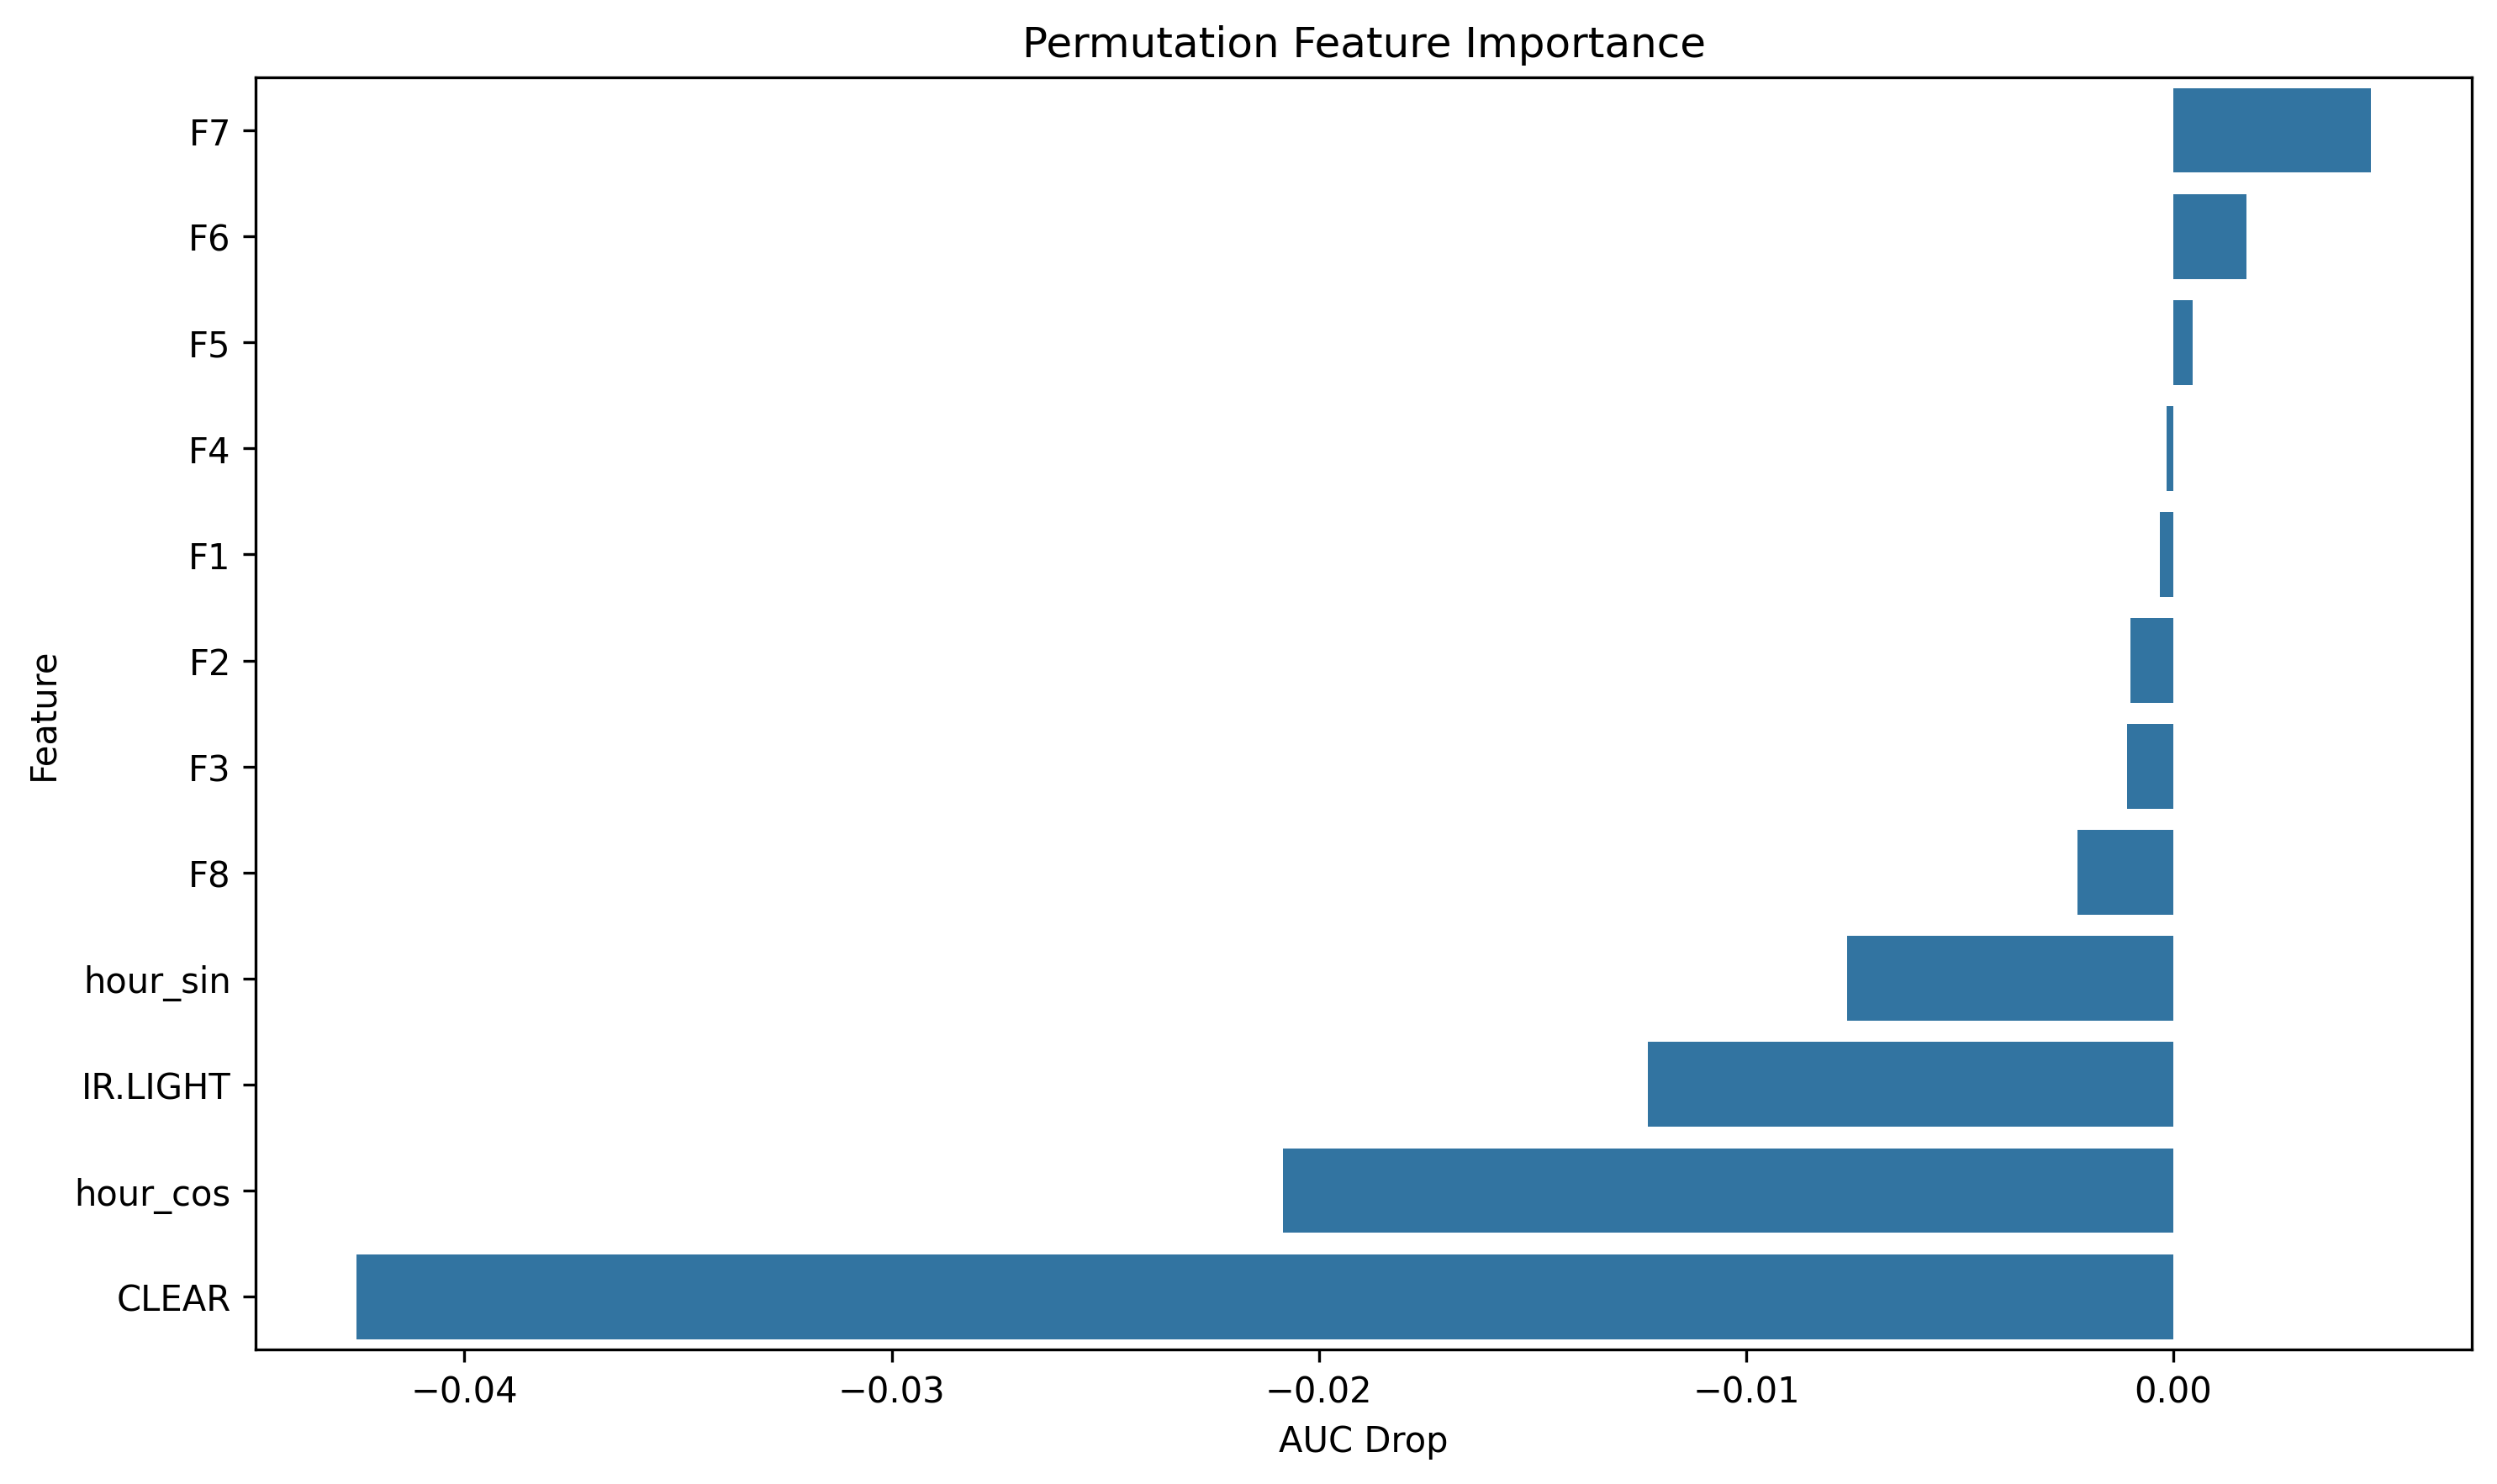 Permutation Feature Importance
F7
F6
F5
F4
F1
F2
F3
F8
hour_sin
IR.LIGHT
hour_cos
CLEAR
Feature
−0.04 −0.03 −0.02 −0.01 0.00
AUC Drop